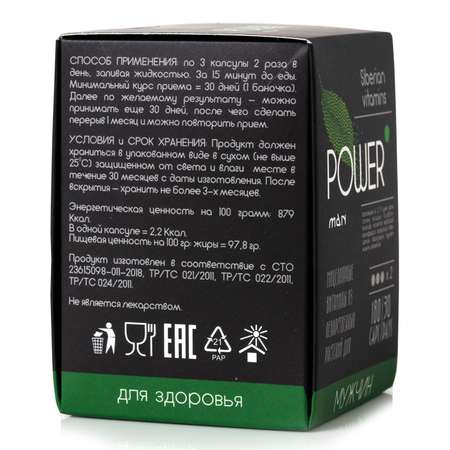 СПОСОБ ПРИМЕНЕНИЯ: по 3 капсулы 2 раза в
день, запивая жидкостью. За 15 минут до еды.
Минимальный курс приема – 30 дней (1 баночка).
Далее по желаемому результату – можно
принимать еще 30 дней, после чего сделать
перерыв 1 месяц и можно повторить прием.
УСЛОВИЯ и СРОК ХРАНЕНИЯ: Продукт должен
храниться в упакованном виде в сухом (не выше
25°C) защищенном от света и влаги месте в
течение 30 месяцев с даты изготовления. После
вскрытия – хранить не более 3-х месяцев.
Энергетическая ценность на 100 грамм: 879
Ккал.
В одной капсуле = 2,2 Ккал.
Пищевая ценность на 100 гр: жиры = 97,8 гр.
Продукт изготовлен в соответствие с СТО
23615098-011-2018, ТР/ТС 021/2011, ТР/ТС 022/2011,
ТР/ТС 024/2011.
Не является лекарством.
EAC
21
PAP
для здоровья
Siberian
vitamins
POWER
man
180 | 30
МУЖЧИН